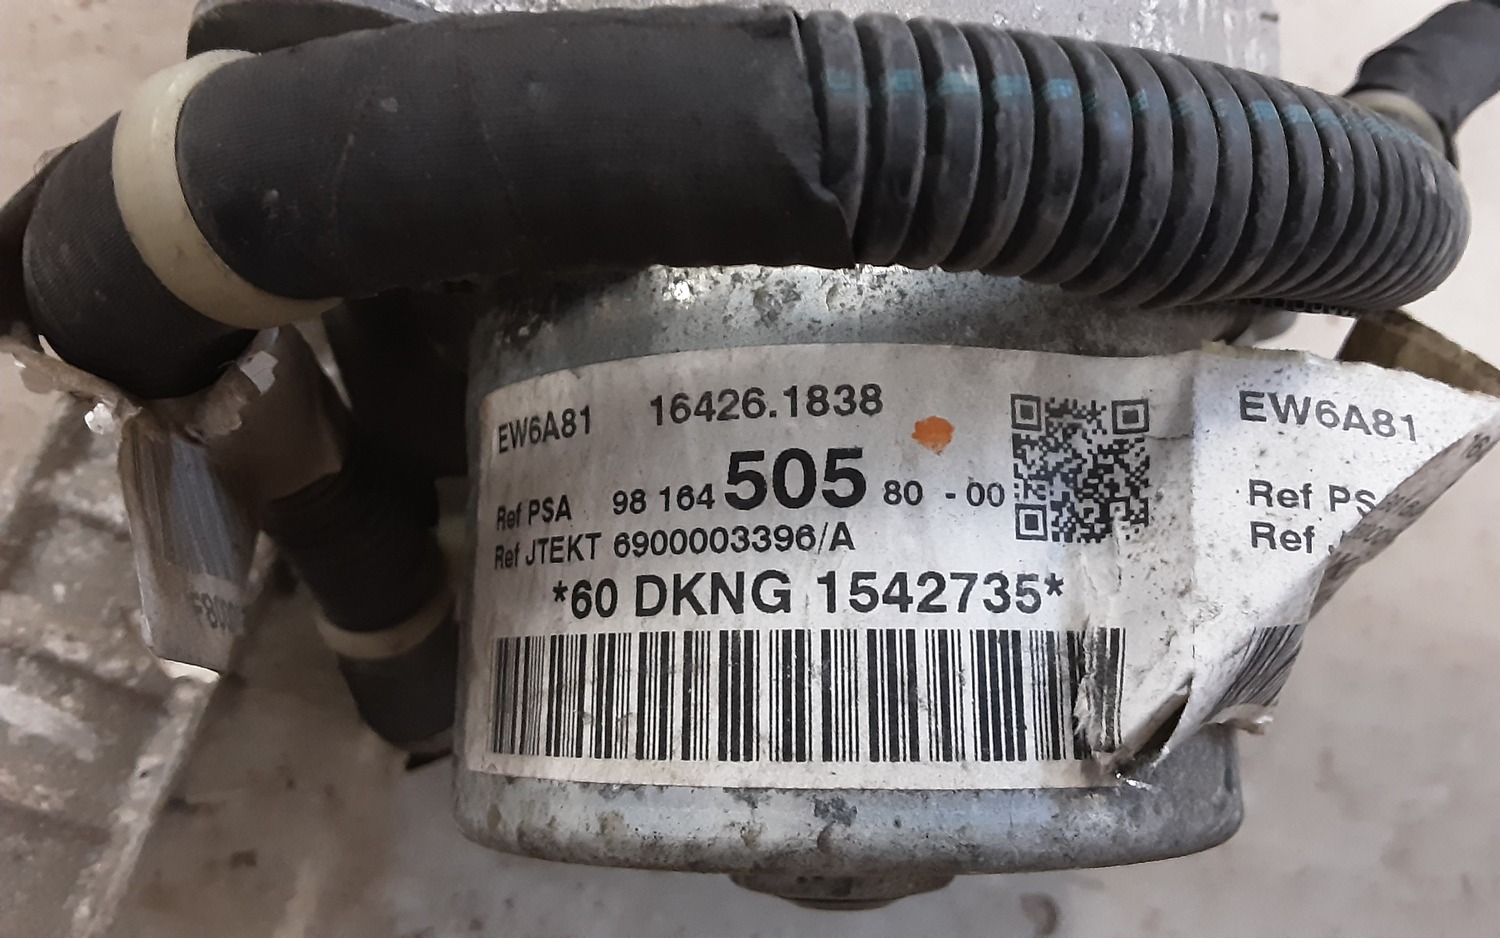 EW6A81 16426.1838
Ref PSA 98 164 505 80 - 00
Ref JTEKT 6900003396/A
*60 DKNG 1542735*
EW6A81
Ref PS
Ref